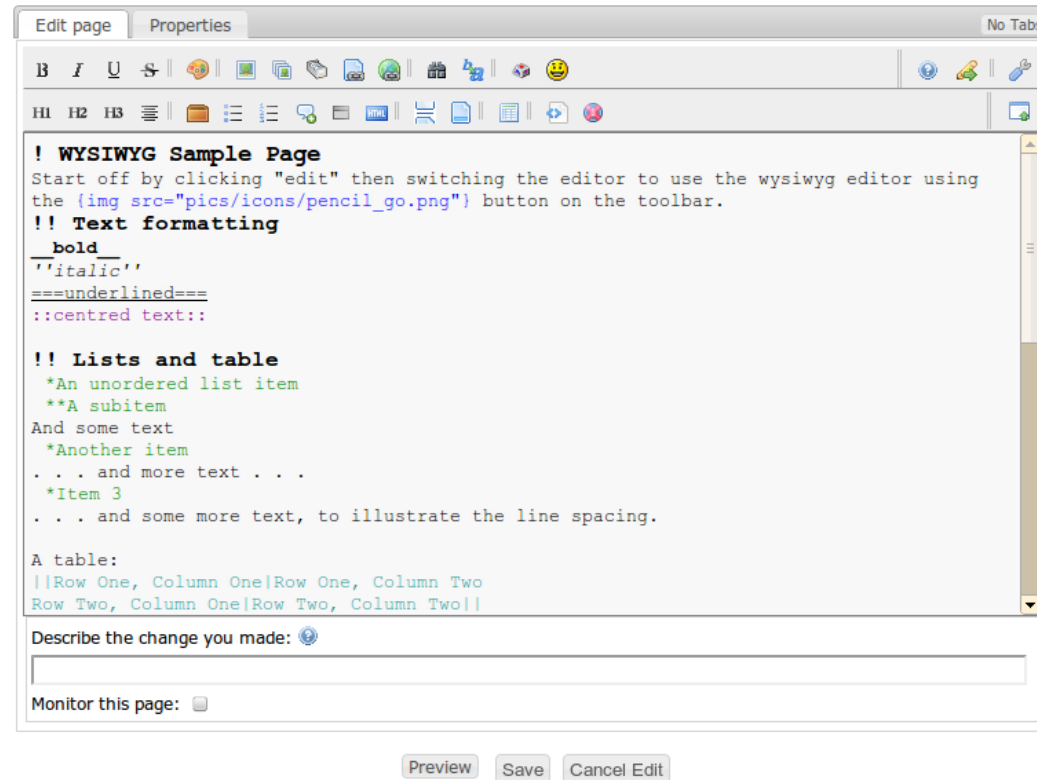 Edit page Properties No Tabs
B I U S
H1 H2 H3 HTML
! WYSIWYG Sample Page
Start off by clicking "edit" then switching the editor to use the wysiwyg editor using
the {img src="pics/icons/pencil_go.png"} button on the toolbar.
!! Text formatting
__bold__
''italic''
===underlined===
::centred text::
!! Lists and table
*An unordered list item
**A subitem
And some text
*Another item
. . . and more text . . .
*Item 3
. . . and some more text, to illustrate the line spacing.
A table:
||Row One, Column One|Row One, Column Two
Row Two, Column One|Row Two, Column Two||
Describe the change you made:
Monitor this page:
Preview Save Cancel Edit